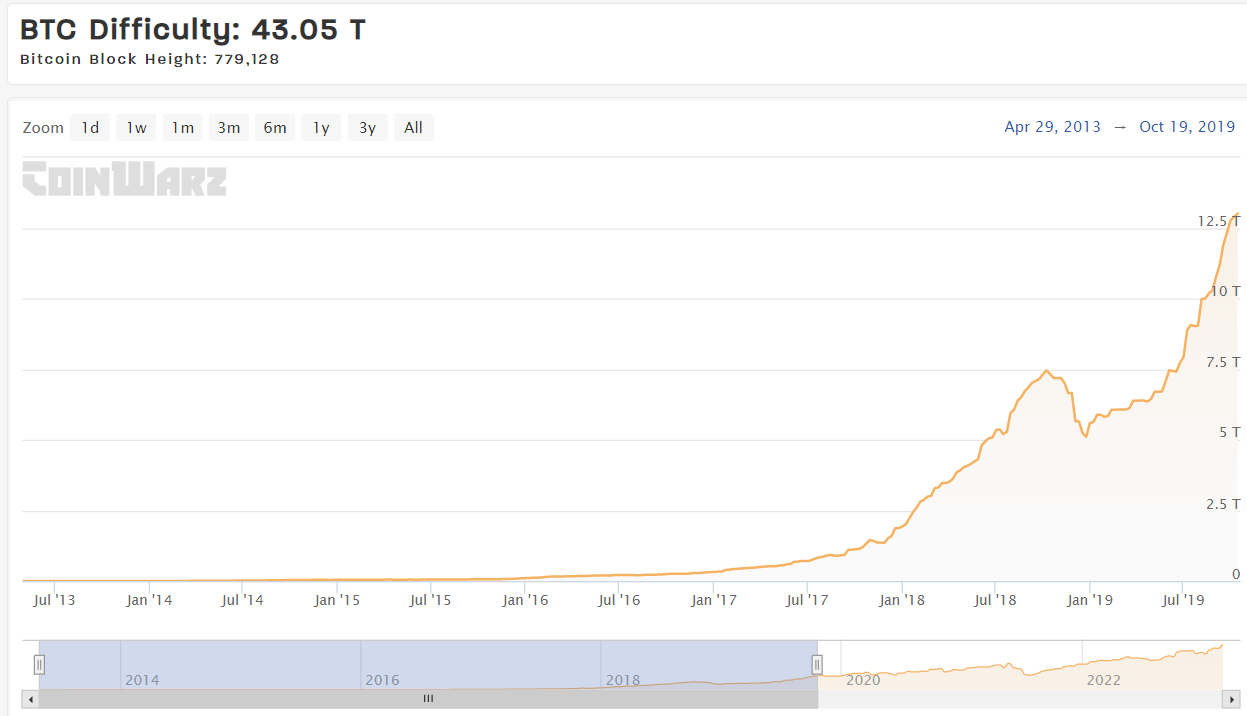 BTC Difficulty: 43.05 T
Bitcoin Block Height: 779,128
Zoom 1d 1w 1m 3m 6m 1y 3y All Apr 29, 2013 → Oct 19, 2019
CoinWarz
12.5 T
10 T
7.5 T
5 T
2.5 T
0
Jul '13 Jan '14 Jul '14 Jan '15 Jul '15 Jan '16 Jul '16 Jan '17 Jul '17 Jan '18 Jul '18 Jan '19 Jul '19
2014 2016 2018 2020 2022